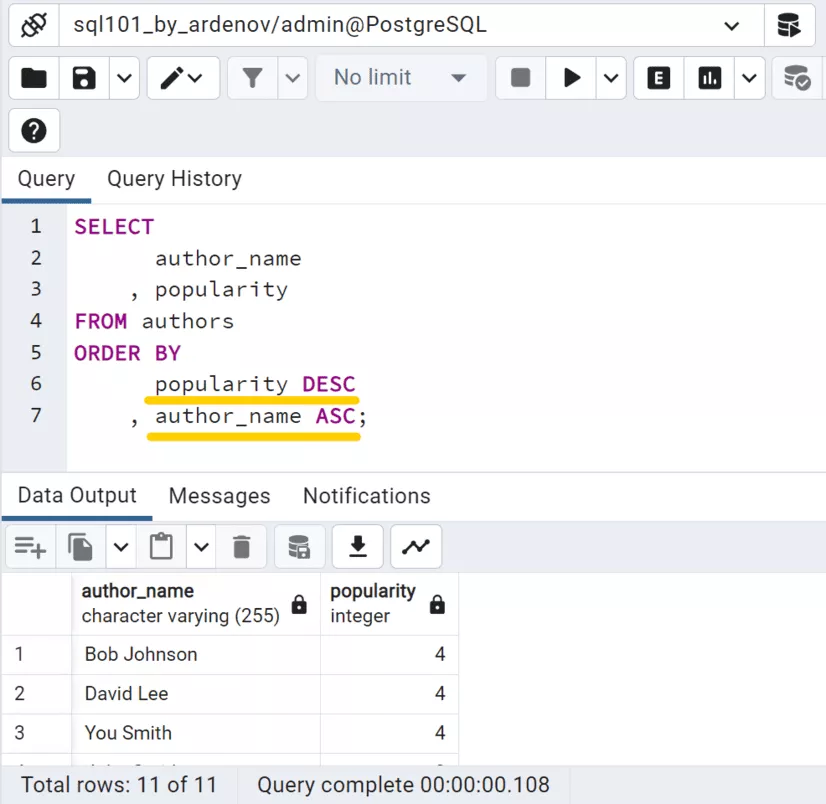 sql101_by_ardenov/admin@PostgreSQL
No limit
E
?
Query Query History
1 SELECT
2 author_name
3 , popularity
4 FROM authors
5 ORDER BY
6 popularity DESC
7 , author_name ASC;
Data Output Messages Notifications
author_name popularity
character varying (255) integer
1 Bob Johnson 4
2 David Lee 4
3 You Smith 4
Total rows: 11 of 11 Query complete 00:00:00.108